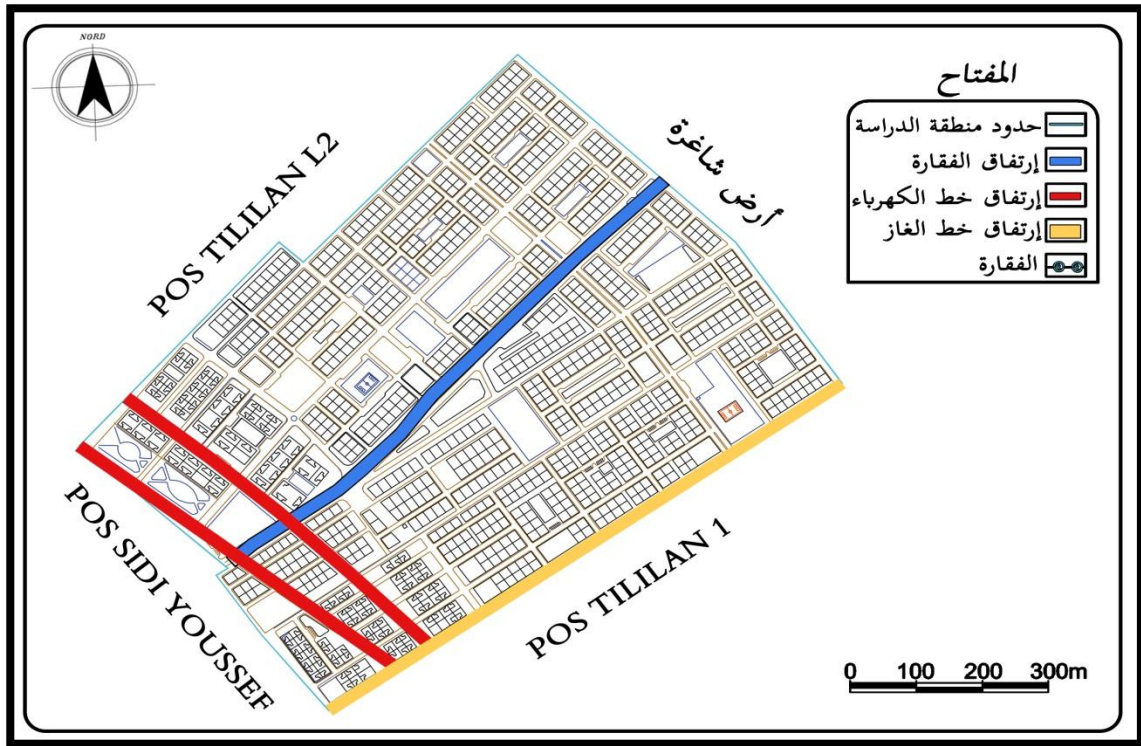 NORD
المفتاح
حدود منطقة الدراسة
إرتفاق الفقارة
إرتفاق خط الكهرباء
إرتفاق خط الغاز
الفقارة
أرض شاغرة
POS TILILAN L2
POS SIDI YOUSSEF
POS TILILAN 1
0 100 200 300m